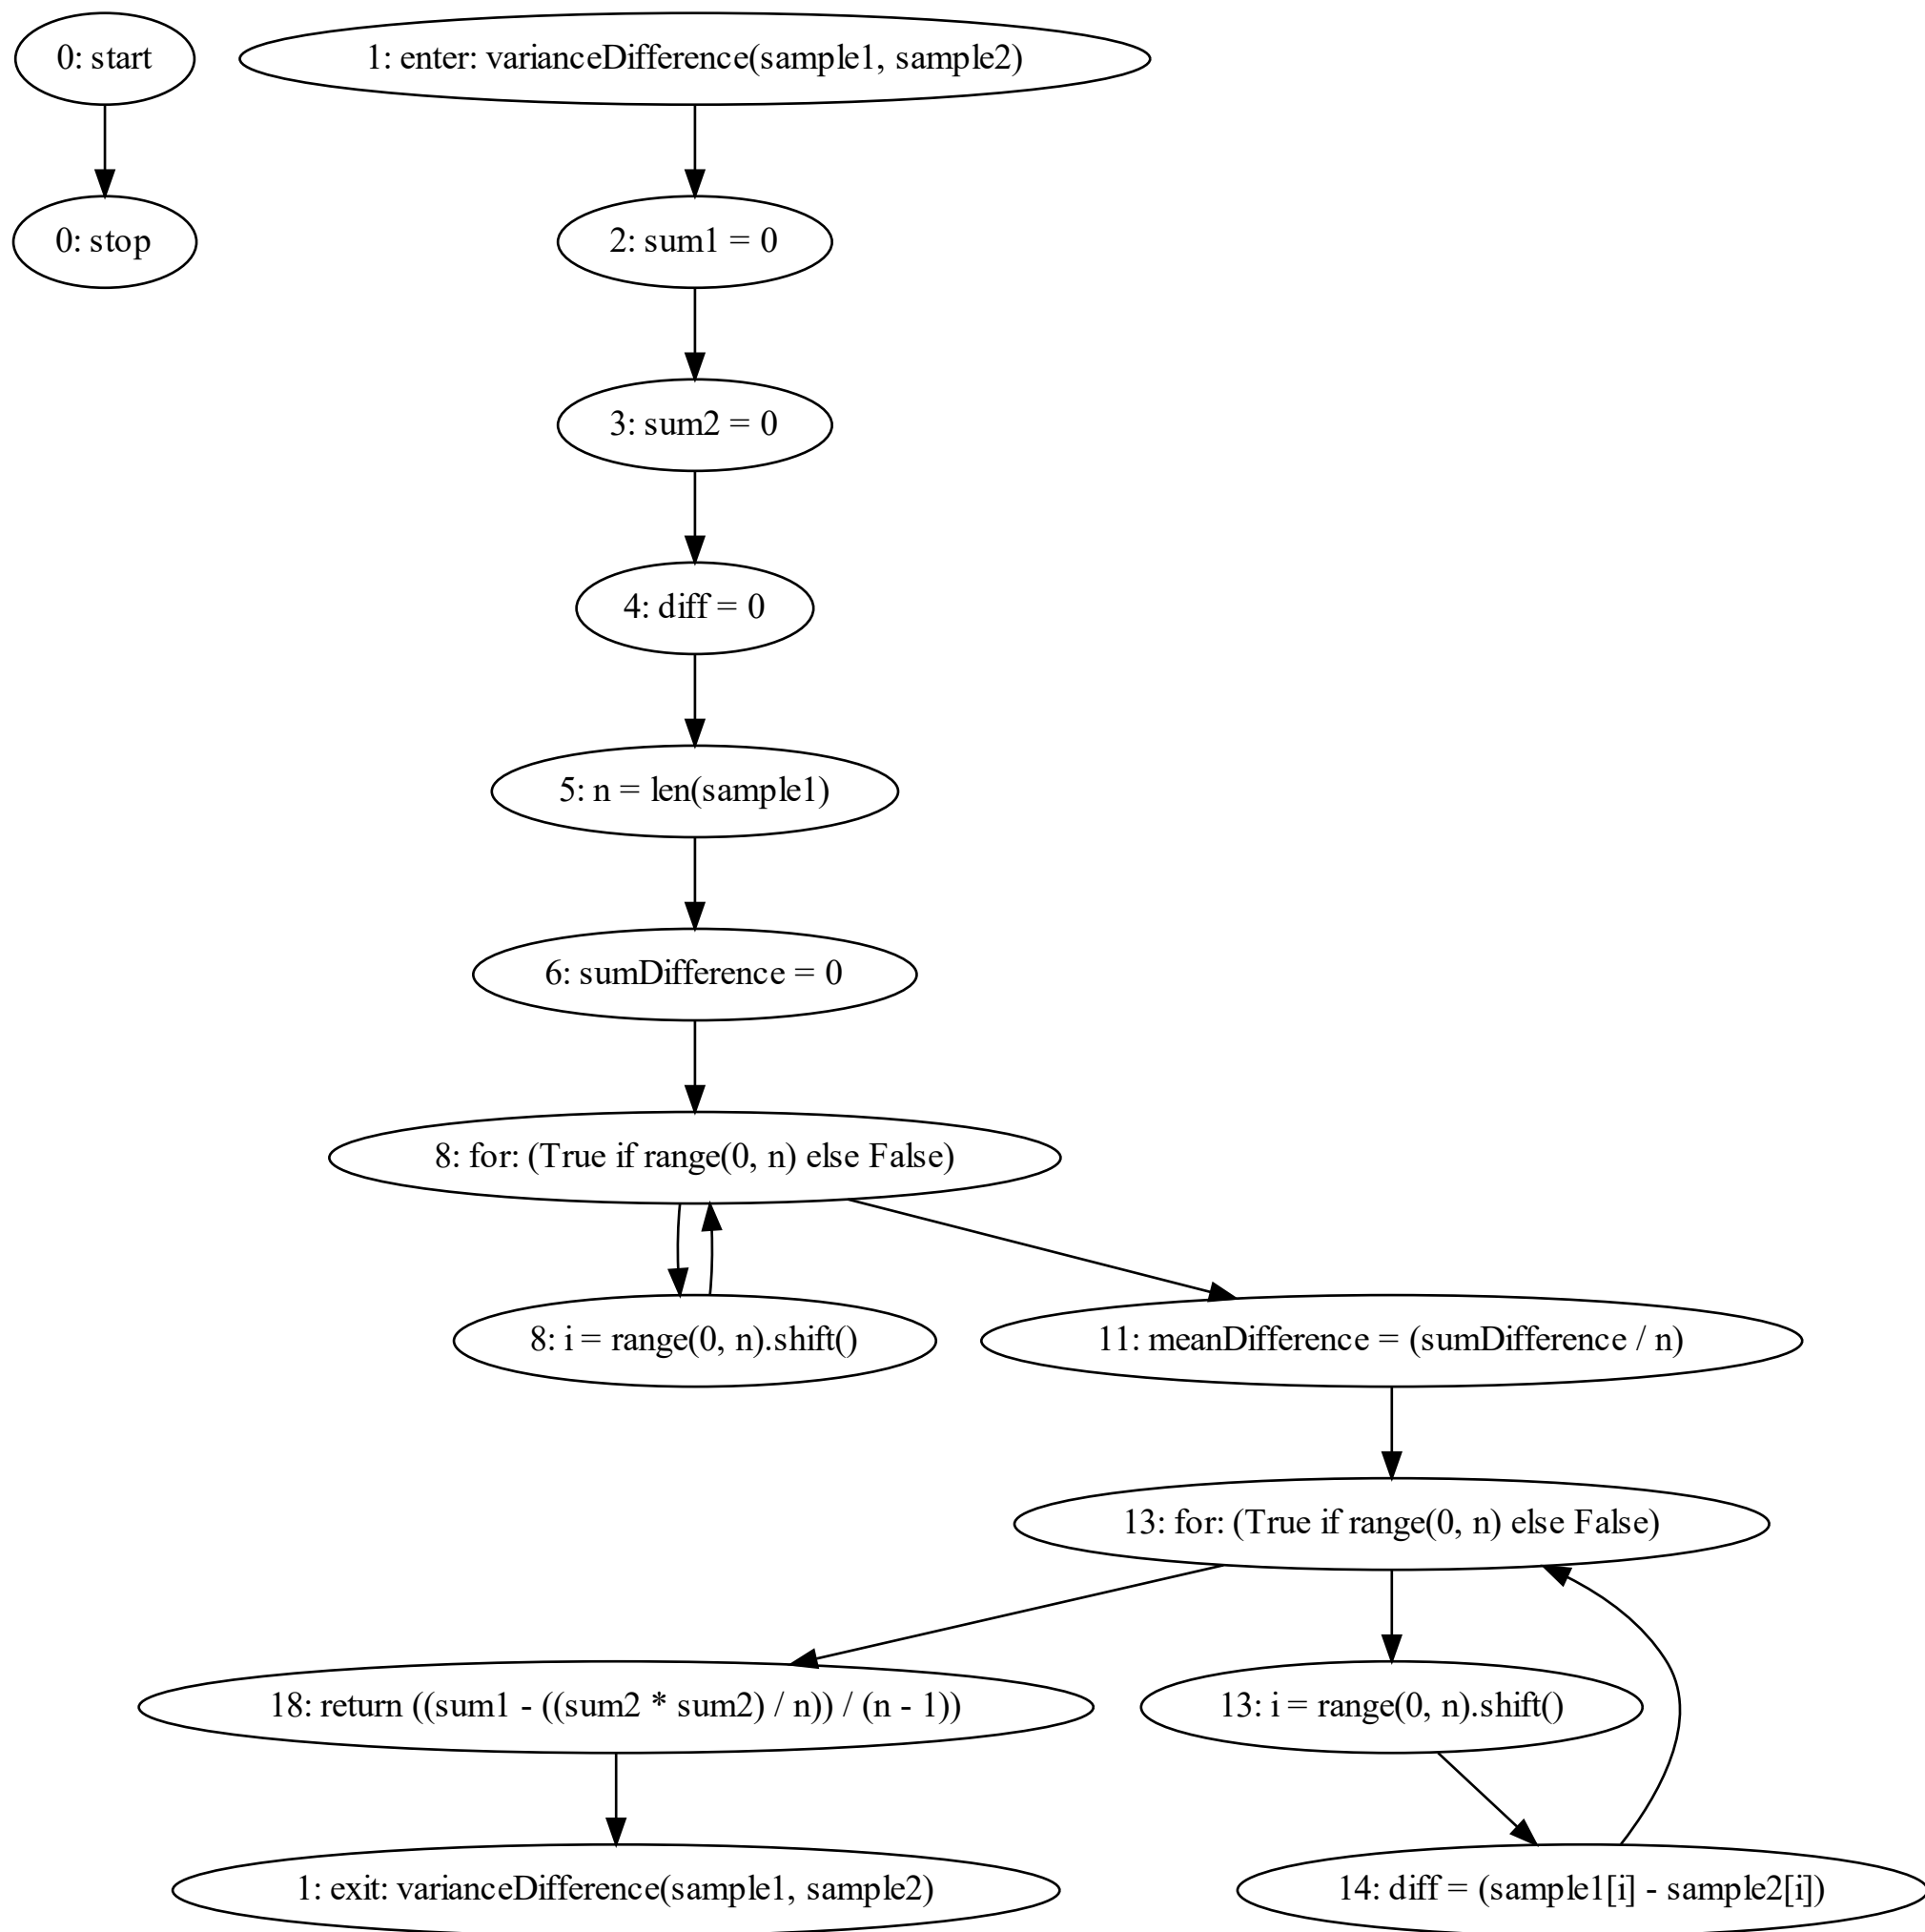 0: start
1: enter: varianceDifference(sample1, sample2)
0: stop
2: sum1 = 0
3: sum2 = 0
4: diff = 0
5: n = len(sample1)
6: sumDifference = 0
8: for: (True if range(0, n) else False)
8: i = range(0, n).shift()
11: meanDifference = (sumDifference / n)
13: for: (True if range(0, n) else False)
18: return ((sum1 - ((sum2 * sum2) / n)) / (n - 1))
13: i = range(0, n).shift()
1: exit: varianceDifference(sample1, sample2)
14: diff = (sample1[i] - sample2[i])